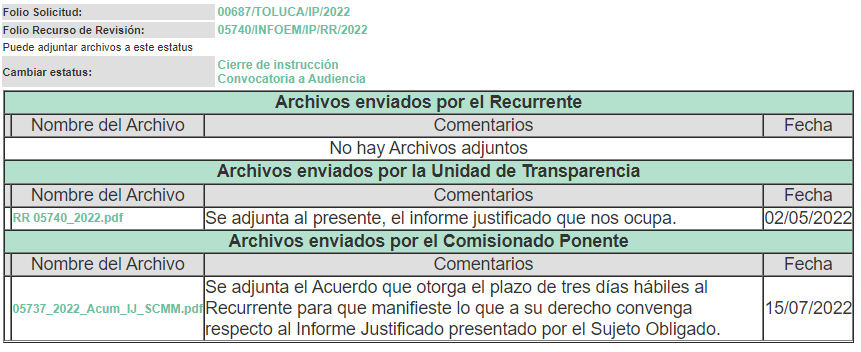 Folio Solicitud: 00687/TOLUCA/IP/2022
Folio Recurso de Revisión: 05740/INFOEM/IP/RR/2022
Puede adjuntar archivos a este estatus
Cambiar estatus: Cierre de instrucción
Convocatoria a Audiencia
Archivos enviados por el Recurrente
Nombre del Archivo Comentarios Fecha
No hay Archivos adjuntos
Archivos enviados por la Unidad de Transparencia
Nombre del Archivo Comentarios Fecha
RR 05740_2022.pdf Se adjunta al presente, el informe justificado que nos ocupa. 02/05/2022
Archivos enviados por el Comisionado Ponente
Nombre del Archivo Comentarios Fecha
Se adjunta el Acuerdo que otorga el plazo de tres días hábiles al
05737_2022_Acum_IJ_SCMM.pdf Recurrente para que manifieste lo que a su derecho convenga 15/07/2022
respecto al Informe Justificado presentado por el Sujeto Obligado.